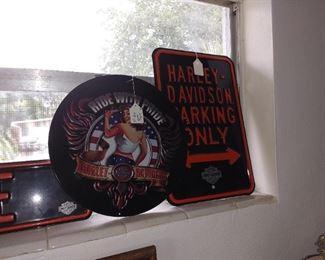 RIDE WITH PRIDE
HARLEY DAVIDSON
HARLEY-
DAVIDSON
PARKING
ONLY